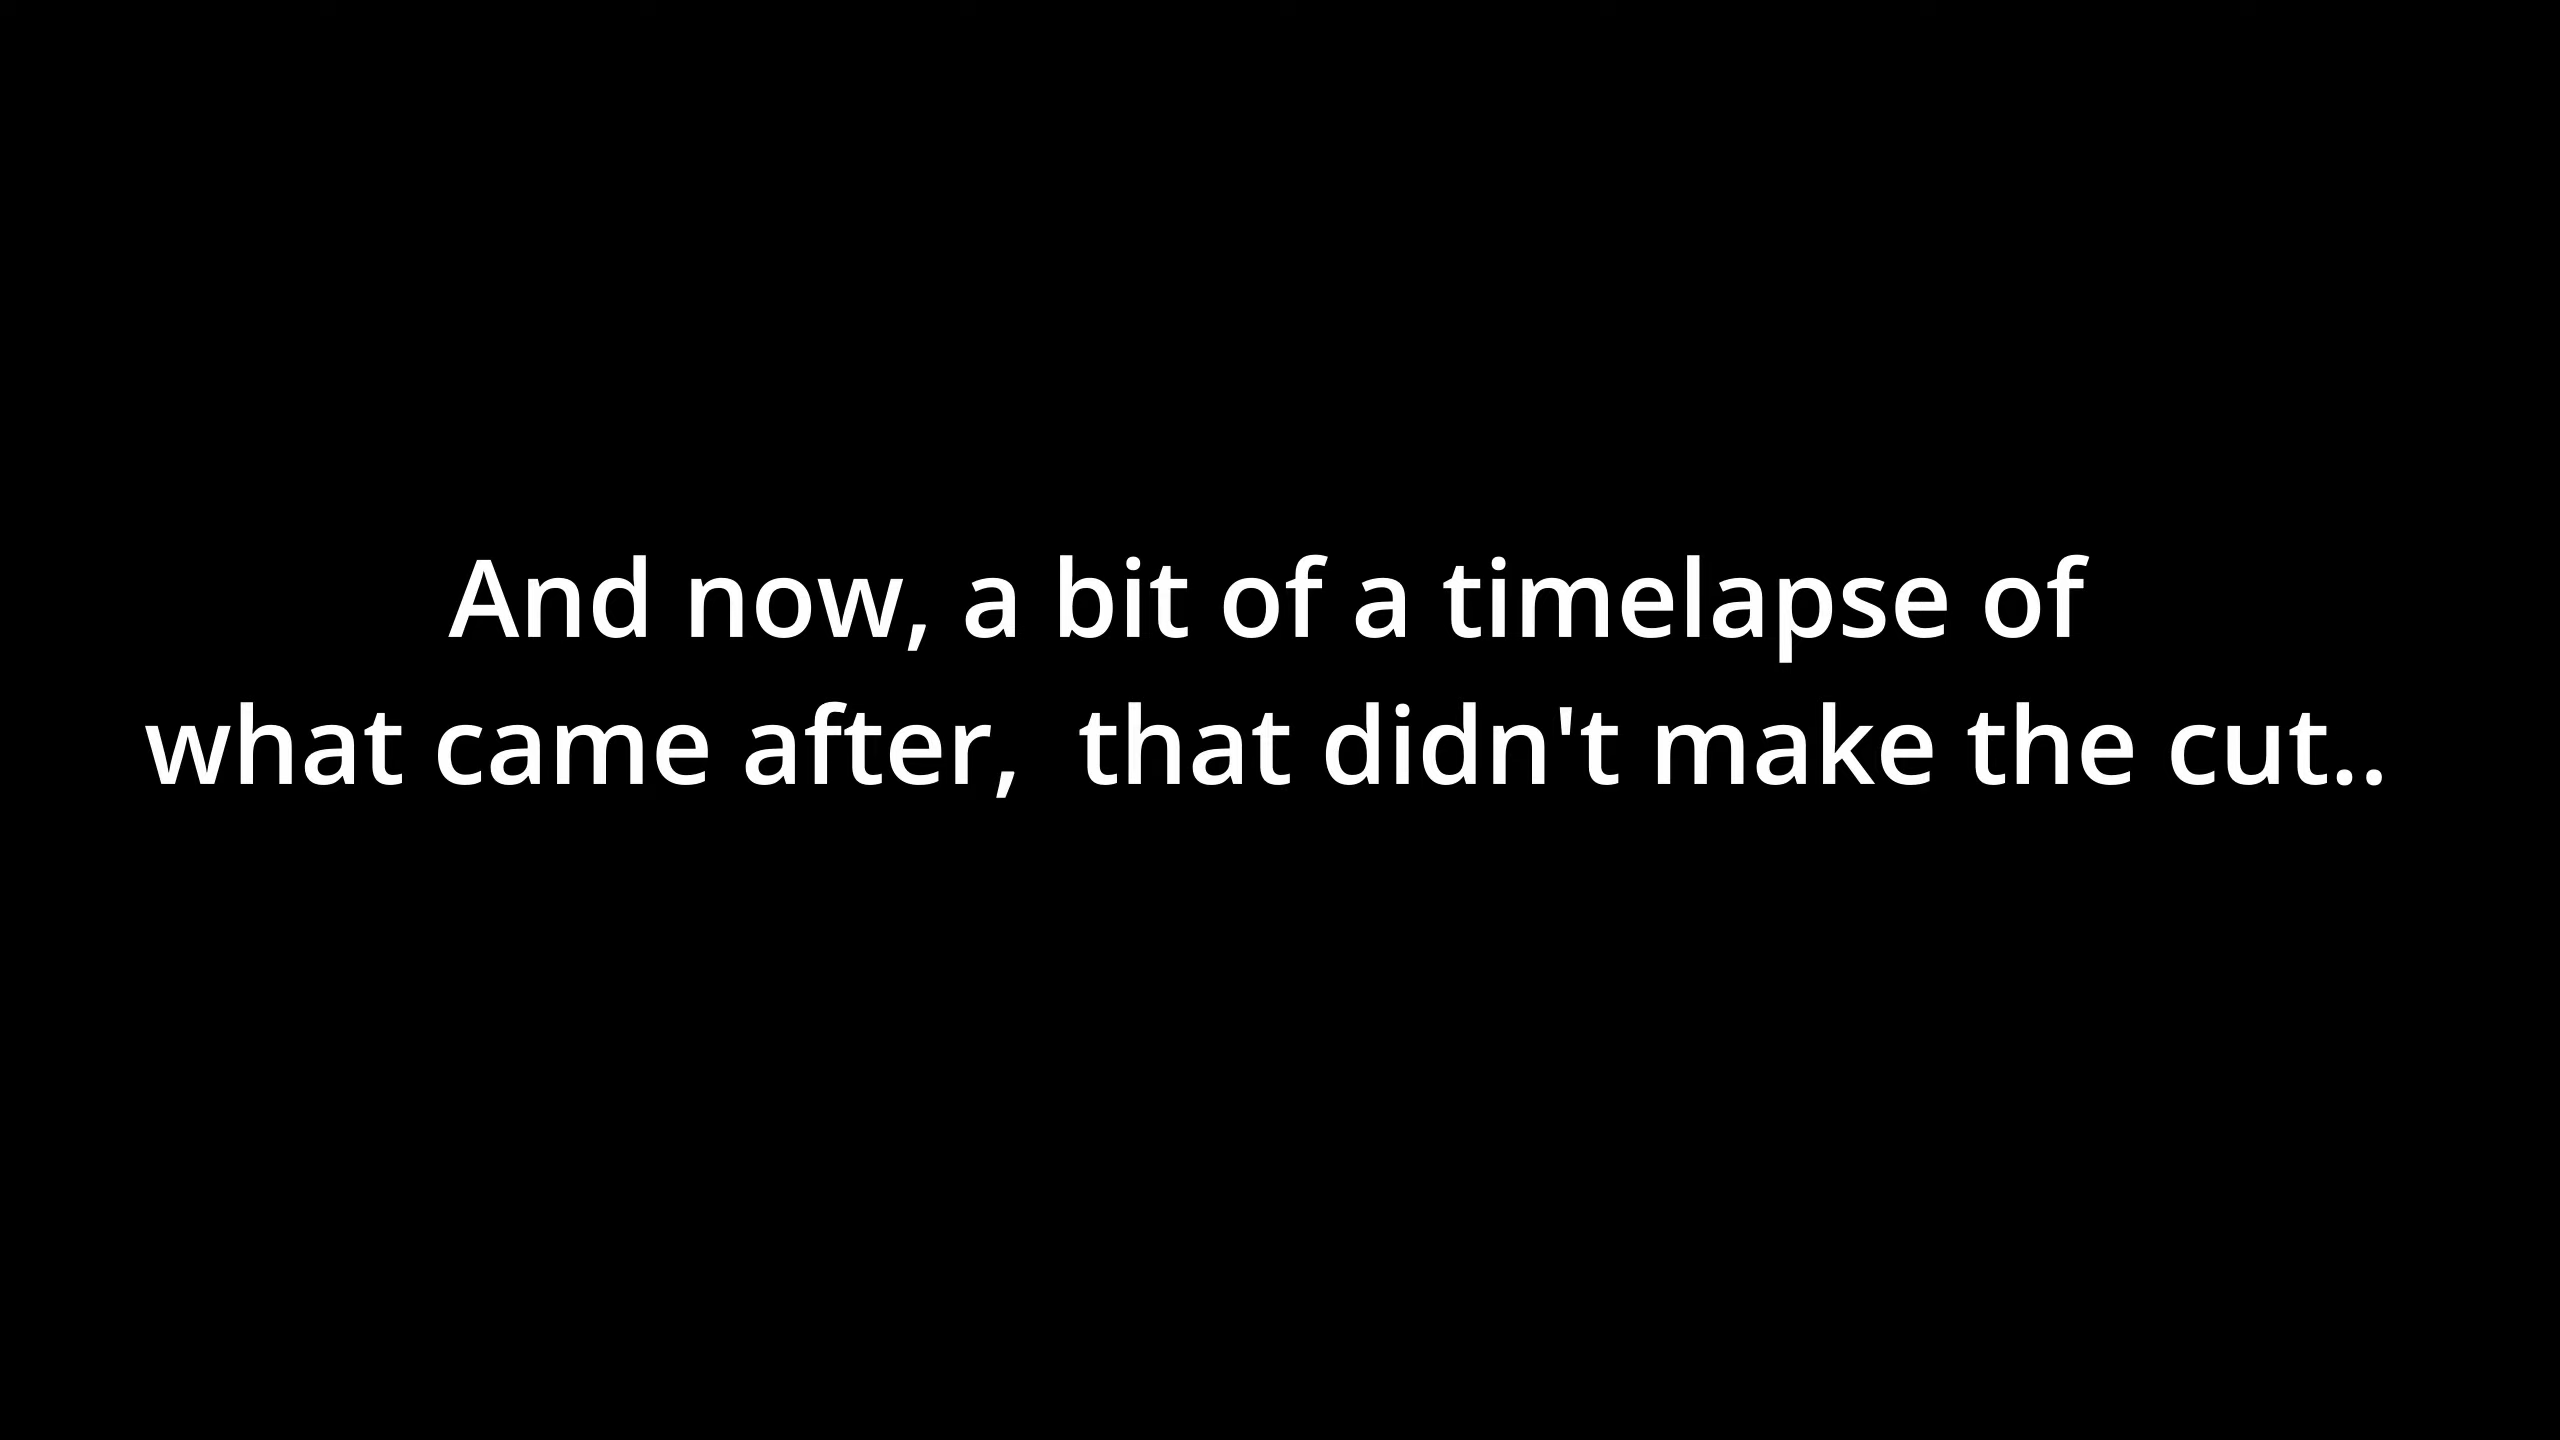 And now, a bit of a timelapse of
what came after,  that didn't make the cut..